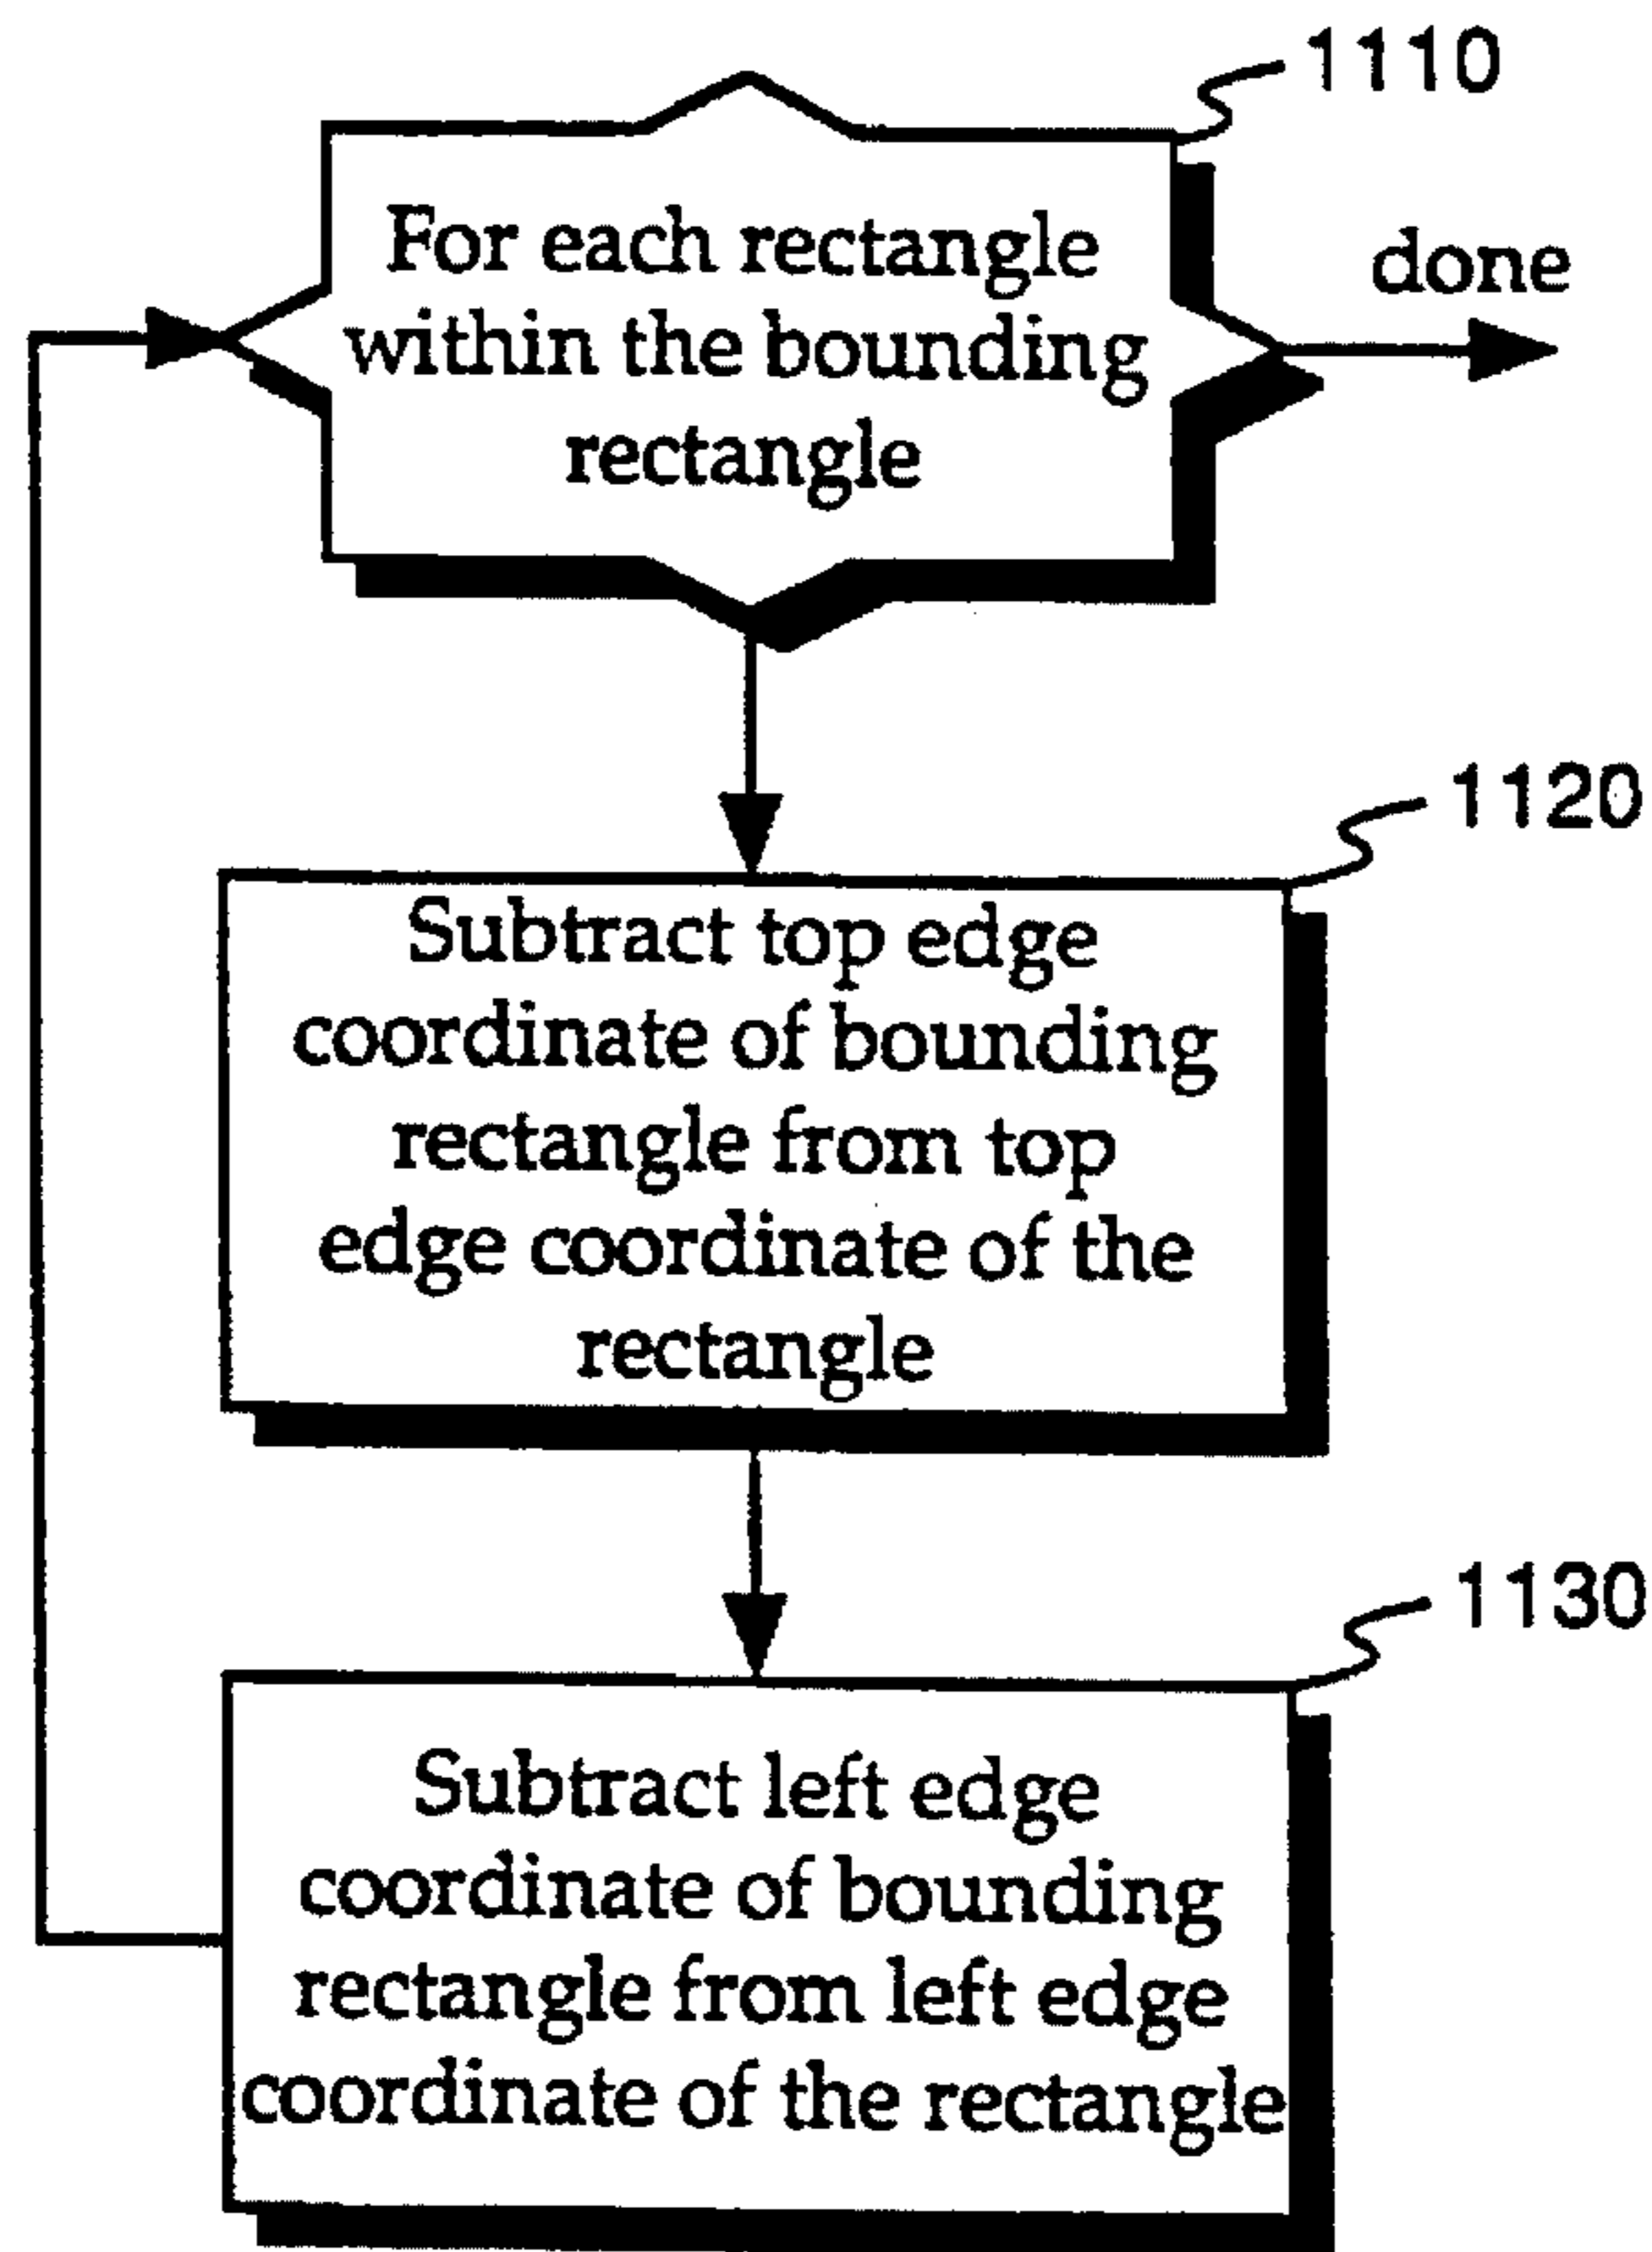 1110
For each rectangle
within the bounding
rectangle
done
1120
Subtract top edge
coordinate of bounding
rectangle from top
edge coordinate of the
rectangle
1130
Subtract left edge
coordinate of bounding
rectangle from left edge
coordinate of the rectangle